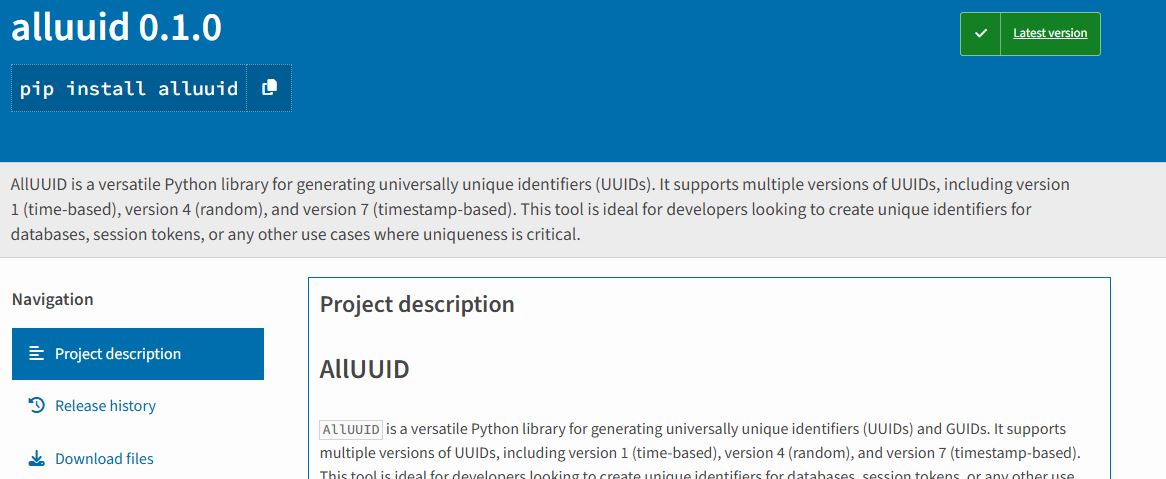 alluuid 0.1.0
Latest version
pip install alluuid
AllUUID is a versatile Python library for generating universally unique identifiers (UUIDs). It supports multiple versions of UUIDs, including version
1 (time-based), version 4 (random), and version 7 (timestamp-based). This tool is ideal for developers looking to create unique identifiers for
databases, session tokens, or any other use cases where uniqueness is critical.
Navigation
Project description
Release history
Download files
Project description
AllUUID
AllUUID is a versatile Python library for generating universally unique identifiers (UUIDs) and GUIDs. It supports
multiple versions of UUIDs, including version 1 (time-based), version 4 (random), and version 7 (timestamp-based).
This tool is ideal for developers looking to create unique identifiers for databases, session tokens, or any other use